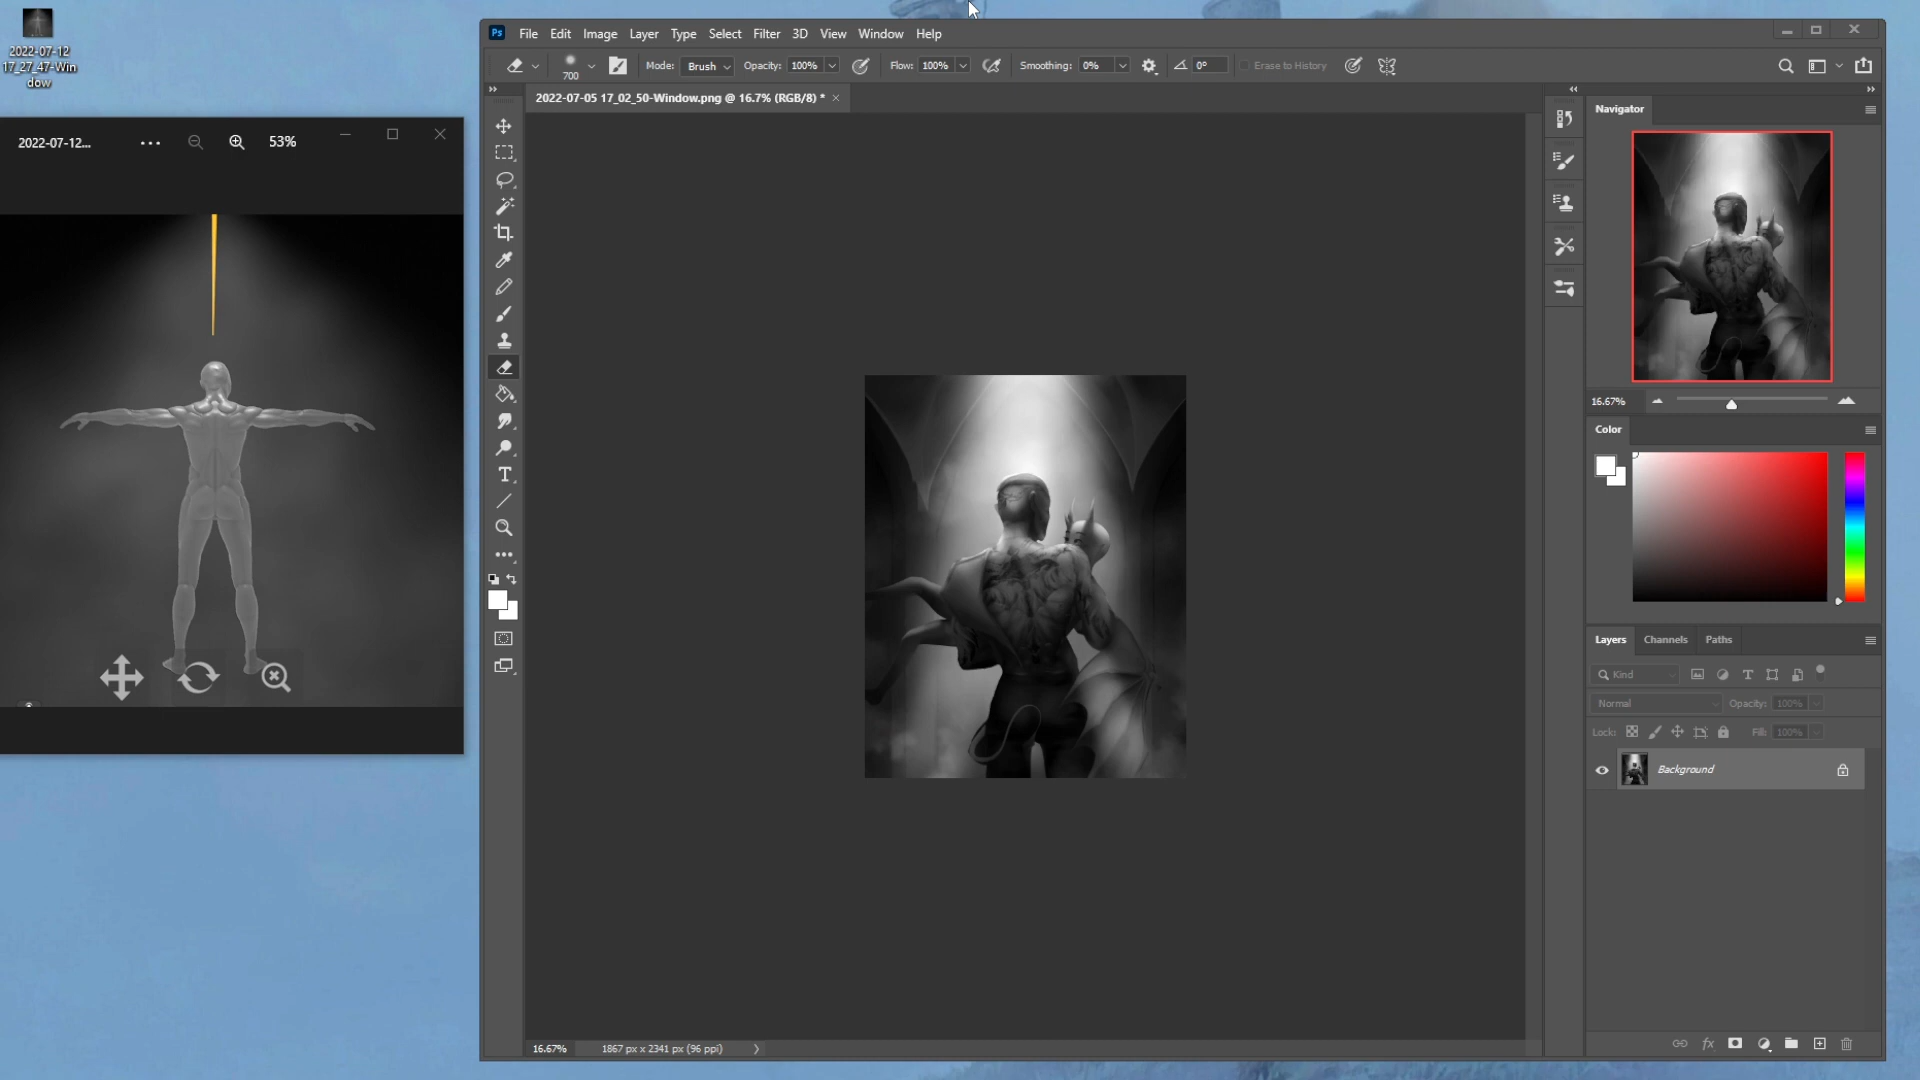 2022-07-12
17_27_47-Win
dow
2022-07-12...
53%
Ps
File Edit Image Layer Type Select Filter 3D View Window Help
700
Mode: Brush Opacity: 100% Flow: 100% Smoothing: 0% 0° Erase to History
2022-07-05 17_02_50-Window.png @ 16.7% (RGB/8) *
Navigator
16.67%
Color
Layers Channels Paths
Kind
Normal Opacity: 100%
Lock: Fill: 100%
Background
fx
16.67% 1867 px x 2341 px (96 ppi)